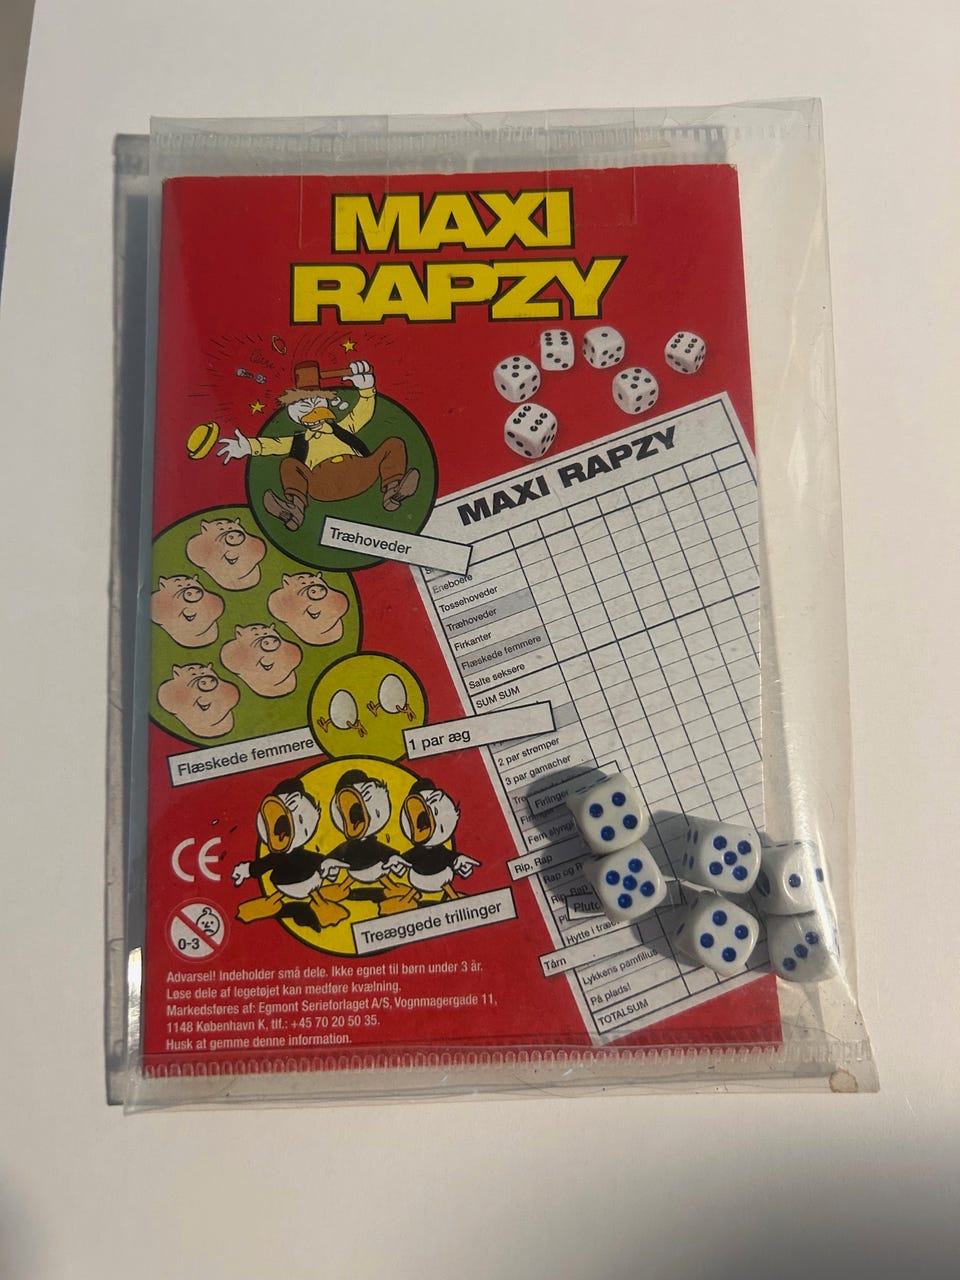 MAXI
RAPZY
MAXI RAPZY
Træhoveder
Eneboere
Tossehoveder
Træhoveder
Firkanter
Flæskede femmere
Salte seksere
SUM SUM
1 par æg
Flæskede femmere
2 par strømper
3 par gamacher
Firlinger
Fem
Rip, Rap
Rap og
Pluto
Hytte i
Tårn
Lykkens pamfilius
På plads!
TOTALSUM
CE
Treæggede trillinger
0-3
Advarsel! Indeholder små dele. Ikke egnet til børn under 3 år.
Løse dele af legetøjet kan medføre kvælning.
Markedsføres af: Egmont Serieforlaget A/S, Vognmagergade 11,
1148 København K, tlf.: +45 70 20 50 35.
Husk at gemme denne information.